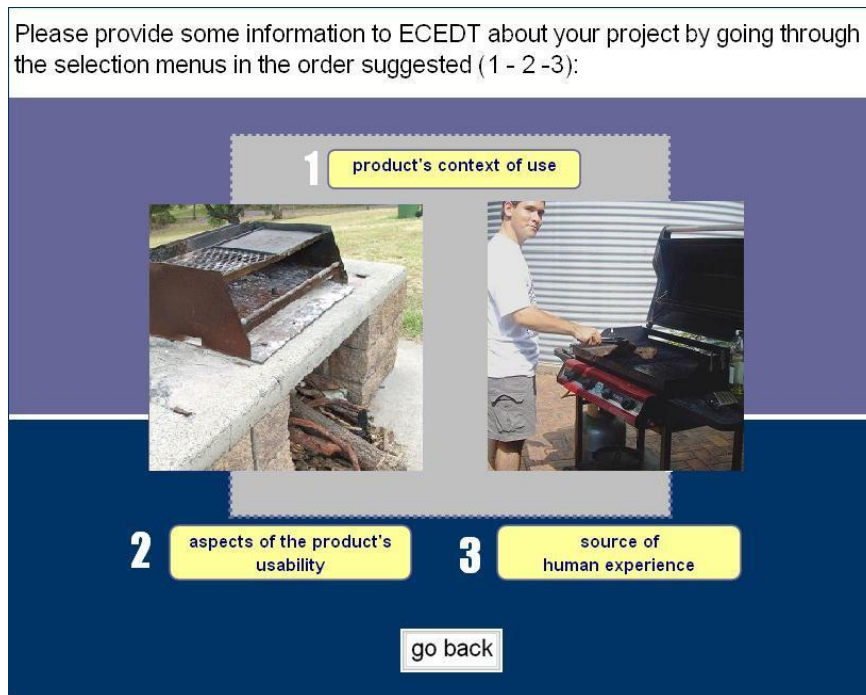 Please provide some information to ECEDT about your project by going through
the selection menus in the order suggested (1 - 2 -3):
1 product's context of use
2 aspects of the product's
usability
3 source of
human experience
go back